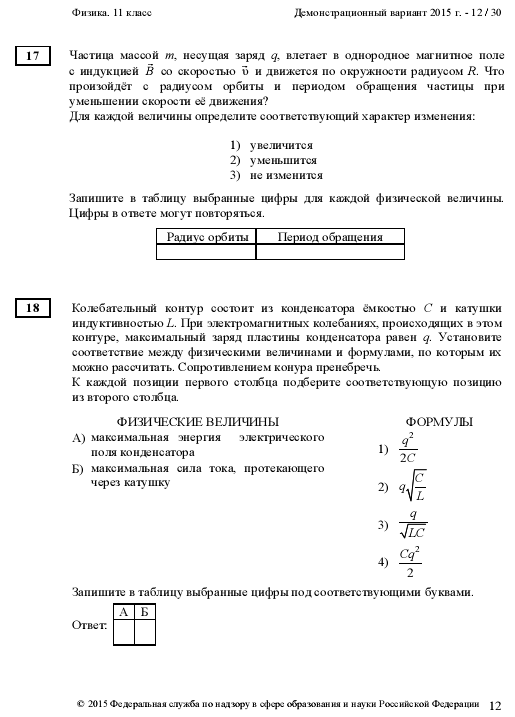 Физика. 11 класс Демонстрационный вариант 2015 г. - 12 / 30
17
Частица массой m, несущая заряд q, влетает в однородное магнитное поле
с индукцией B⃗ со скоростью υ⃗ и движется по окружности радиусом R. Что
произойдёт с радиусом орбиты и периодом обращения частицы при
уменьшении скорости её движения?
Для каждой величины определите соответствующий характер изменения:
1) увеличится
2) уменьшится
3) не изменится
Запишите в таблицу выбранные цифры для каждой физической величины.
Цифры в ответе могут повторяться.
Радиус орбиты Период обращения
18
Колебательный контур состоит из конденсатора ёмкостью C и катушки
индуктивностью L. При электромагнитных колебаниях, происходящих в этом
контуре, максимальный заряд пластины конденсатора равен q. Установите
соответствие между физическими величинами и формулами, по которым их
можно рассчитать. Сопротивлением конура пренебречь.
К каждой позиции первого столбца подберите соответствующую позицию
из второго столбца.
ФИЗИЧЕСКИЕ ВЕЛИЧИНЫ
А) максимальная энергия электрического
поля конденсатора
Б) максимальная сила тока, протекающего
через катушку
ФОРМУЛЫ
1) q²/2C
2) q√(C/L)
3) q/√(LC)
4) Cq²/2
Запишите в таблицу выбранные цифры под соответствующими буквами.
А Б
Ответ:
© 2015 Федеральная служба по надзору в сфере образования и науки Российской Федерации 12